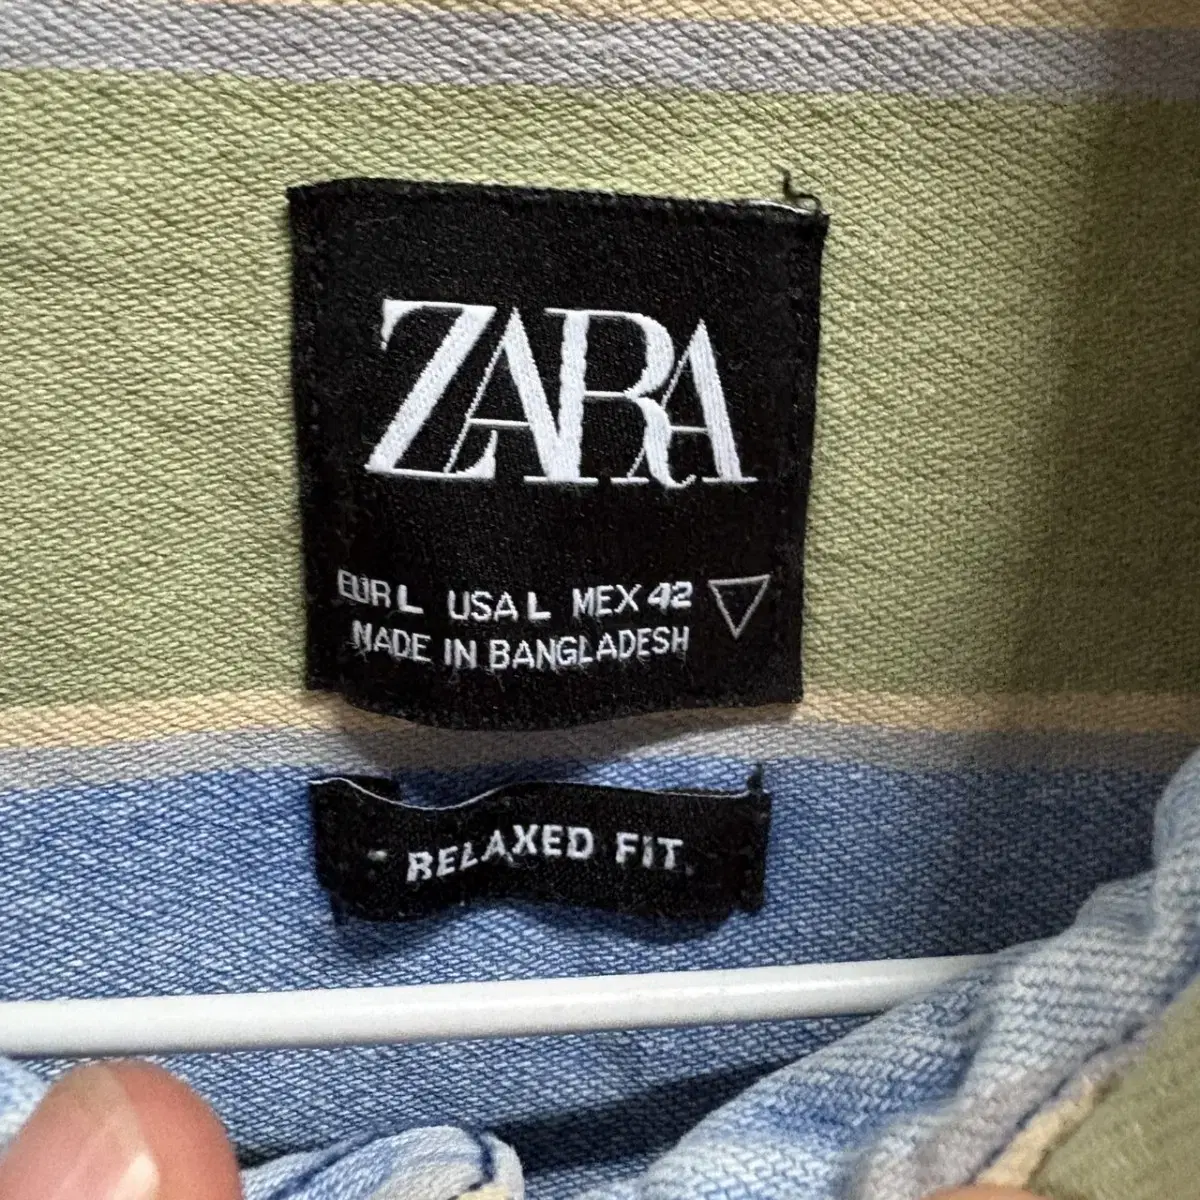 ZARA
EUR L USA L MEX 42
MADE IN BANGLADESH
RELAXED FIT.